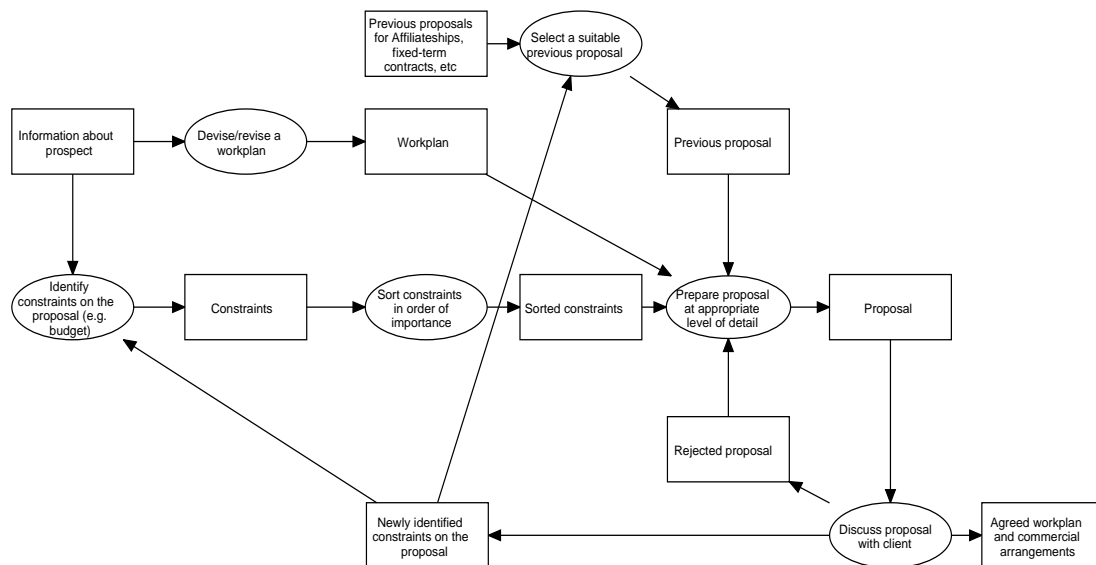 Previous proposals
for Affiliateships,
fixed-term
contracts, etc
Select a suitable
previous proposal
Information about
prospect
Devise/revise a
workplan
Workplan
Previous proposal
Identify
constraints on the
proposal (e.g.
budget)
Constraints
Sort constraints
in order of
importance
Sorted constraints
Prepare proposal
at appropriate
level of detail
Proposal
Rejected proposal
Newly identified
constraints on the
proposal
Discuss proposal
with client
Agreed workplan
and commercial
arrangements